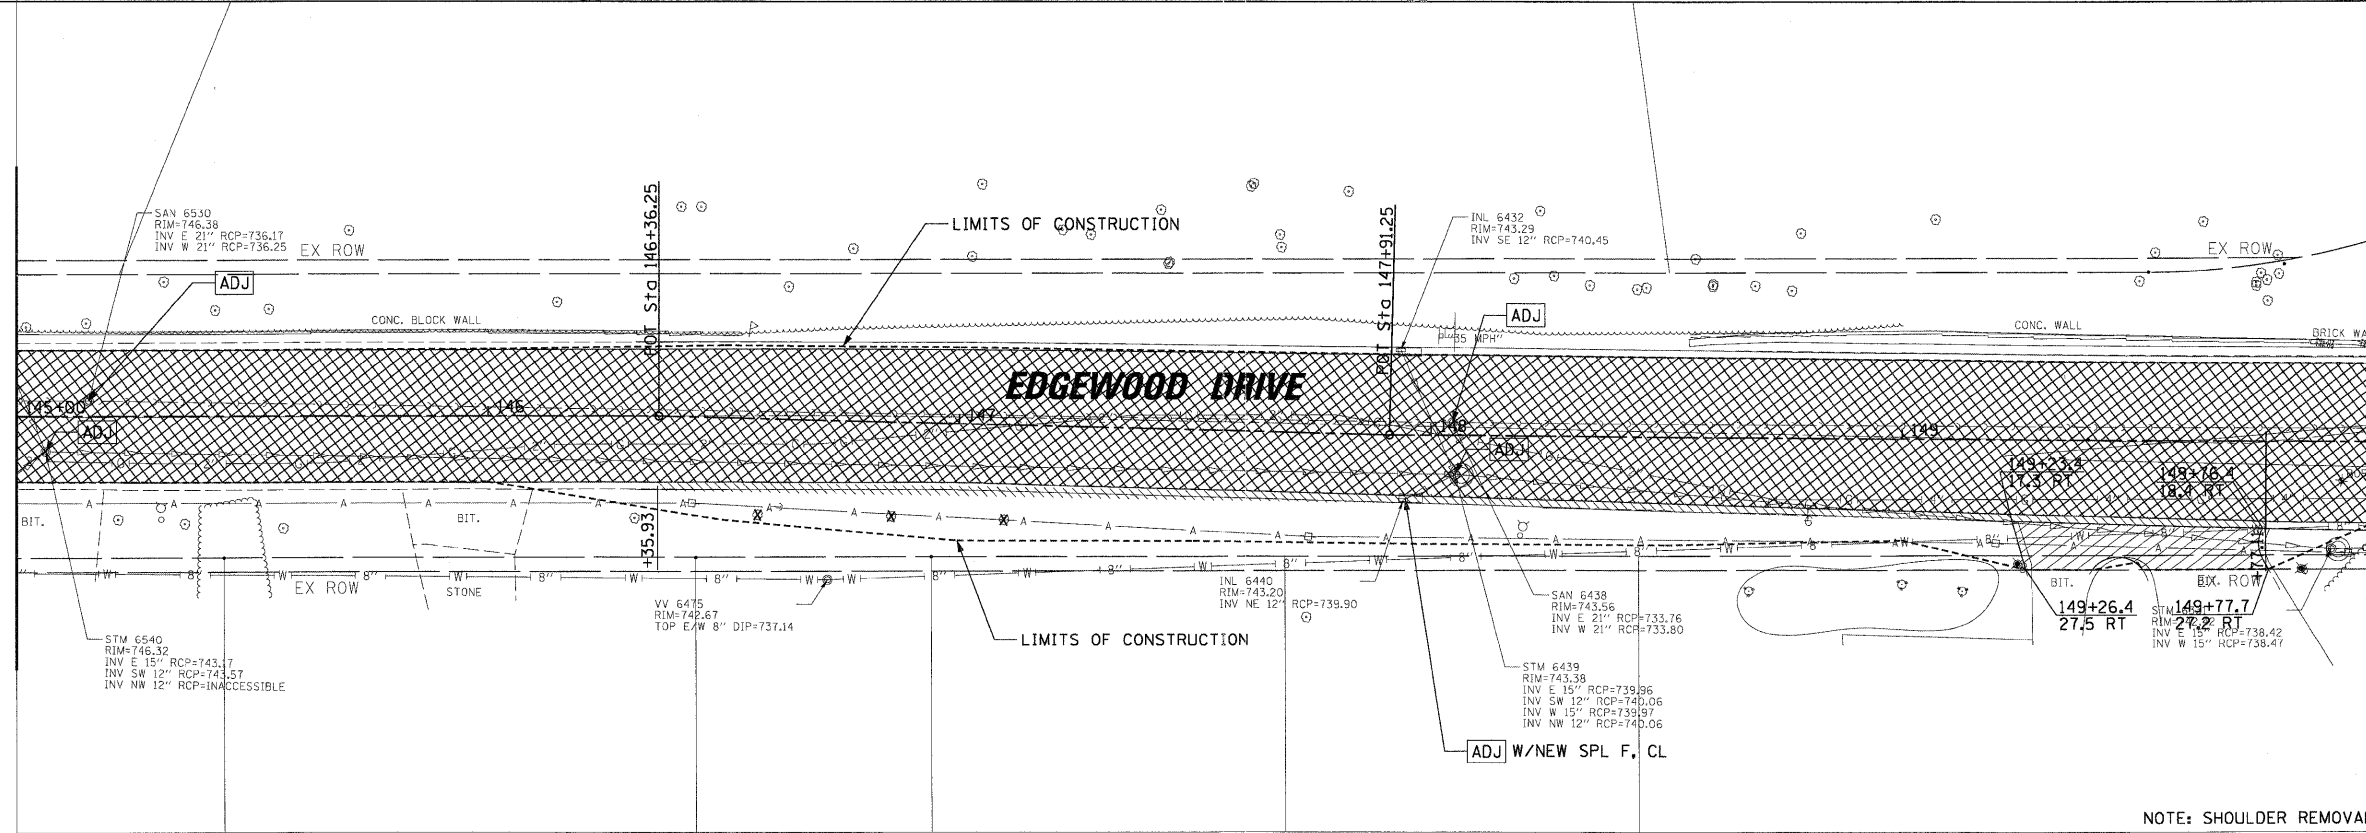 SAN 6530
RIM=746.38
INV E 21" RCP=736.17
INV W 21" RCP=736.25
EX ROW
ADJ
CONC. BLOCK WALL
POT Sta 146+36.25
LIMITS OF CONSTRUCTION
POT Sta 147+91.25
INL 6432
RIM=743.29
INV SE 12" RCP=740.45
ADJ
"35 MPH"
EX ROW
CONC. WALL
BRICK WA
EDGEWOOD DRIVE
145+00
146
147
148
149
ADJ
ADJ
149+23.4
17.3 RT
149+76.4
18.4 RT
BIT.
BIT.
+35.93
EX ROW
STONE
VV 6475
RIM=742.67
TOP E/W 8" DIP=737.14
LIMITS OF CONSTRUCTION
INL 6440
RIM=743.20
INV NE 12" RCP=739.90
SAN 6438
RIM=743.56
INV E 21" RCP=733.76
INV W 21" RCP=733.80
BIT.
EX ROW
149+26.4
27.5 RT
149+77.7
27.2 RT
INV E 15" RCP=738.42
INV W 15" RCP=738.47
STM 6540
RIM=746.32
INV E 15" RCP=743.17
INV SW 12" RCP=743.57
INV NW 12" RCP=INACCESSIBLE
STM 6439
RIM=743.38
INV E 15" RCP=739.96
INV SW 12" RCP=740.06
INV W 15" RCP=739.97
INV NW 12" RCP=740.06
ADJ W/NEW SPL F, CL
NOTE: SHOULDER REMOVAL